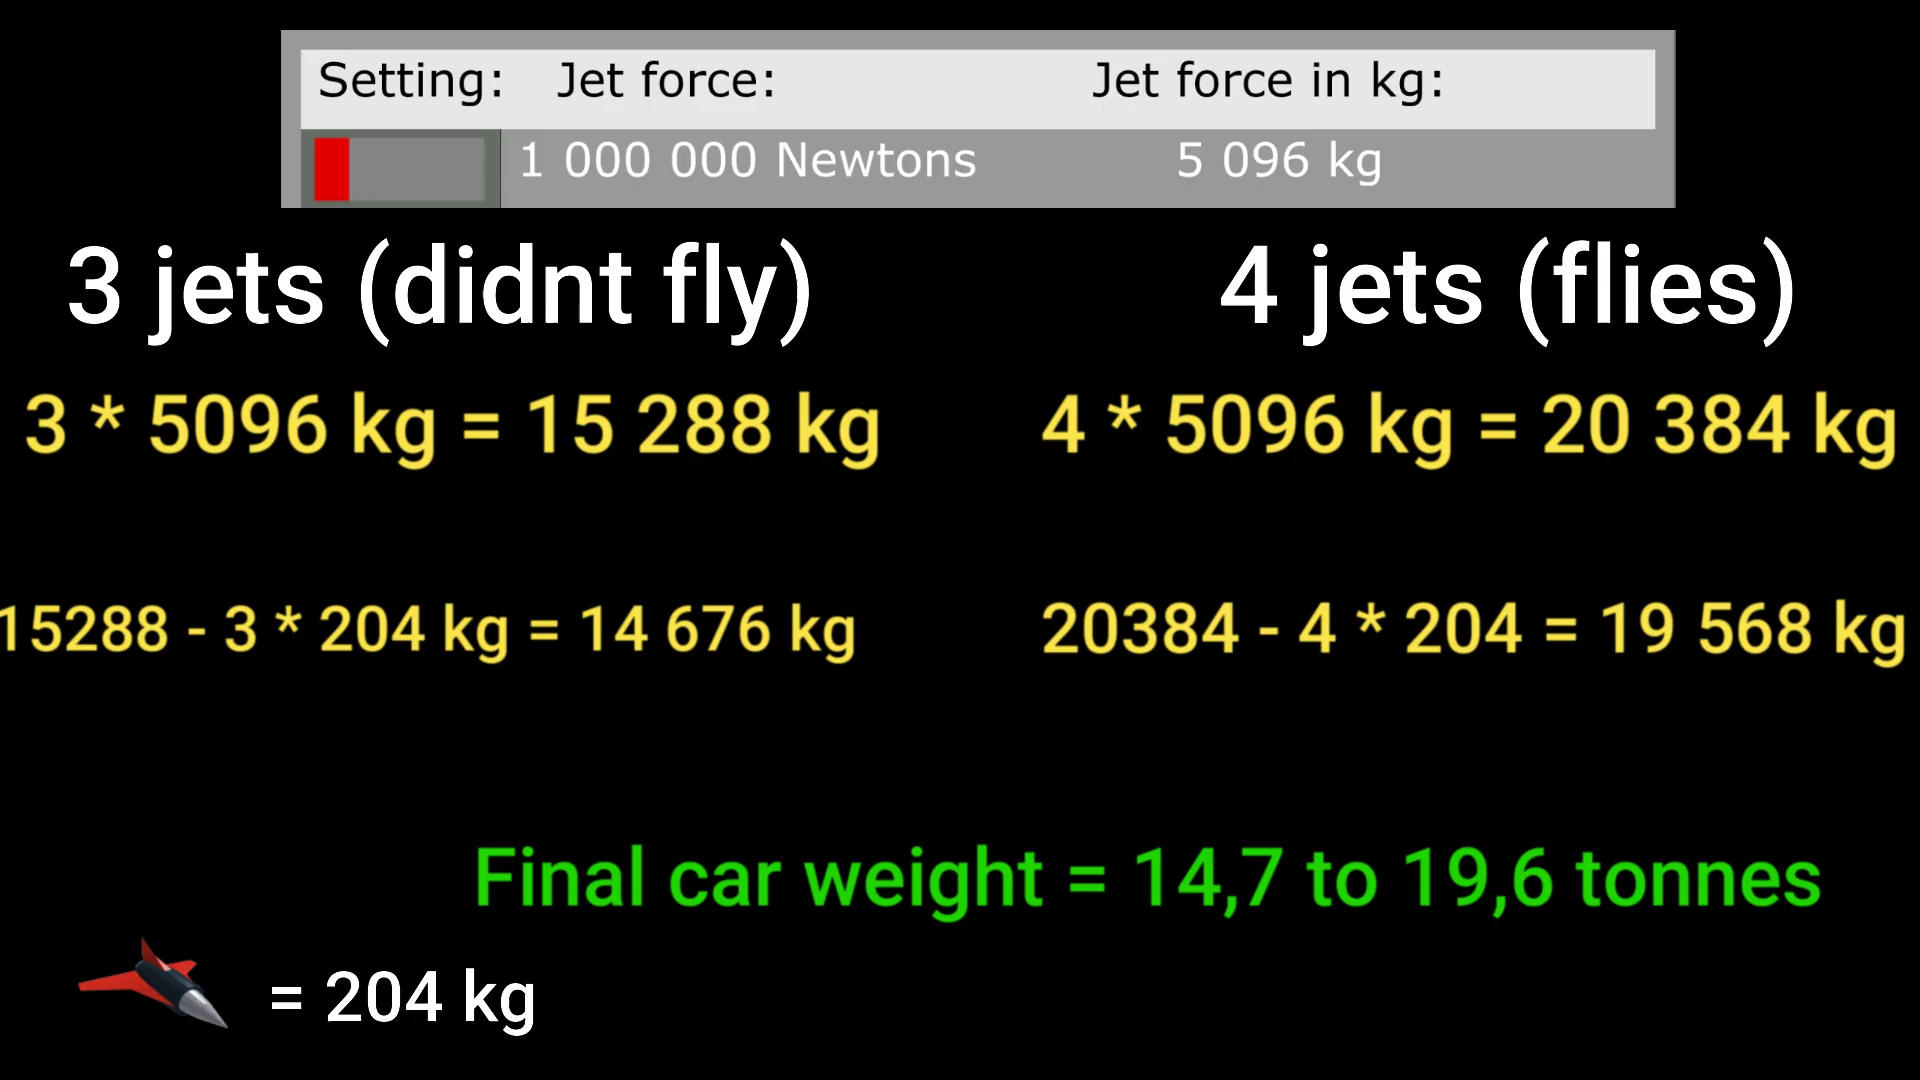 Setting: Jet force: Jet force in kg:
1 000 000 Newtons 5 096 kg
3 jets (didnt fly) 4 jets (flies)
3 * 5096 kg = 15 288 kg 4 * 5096 kg = 20 384 kg
15288 - 3 * 204 kg = 14 676 kg 20384 - 4 * 204 = 19 568 kg
Final car weight = 14,7 to 19,6 tonnes
= 204 kg